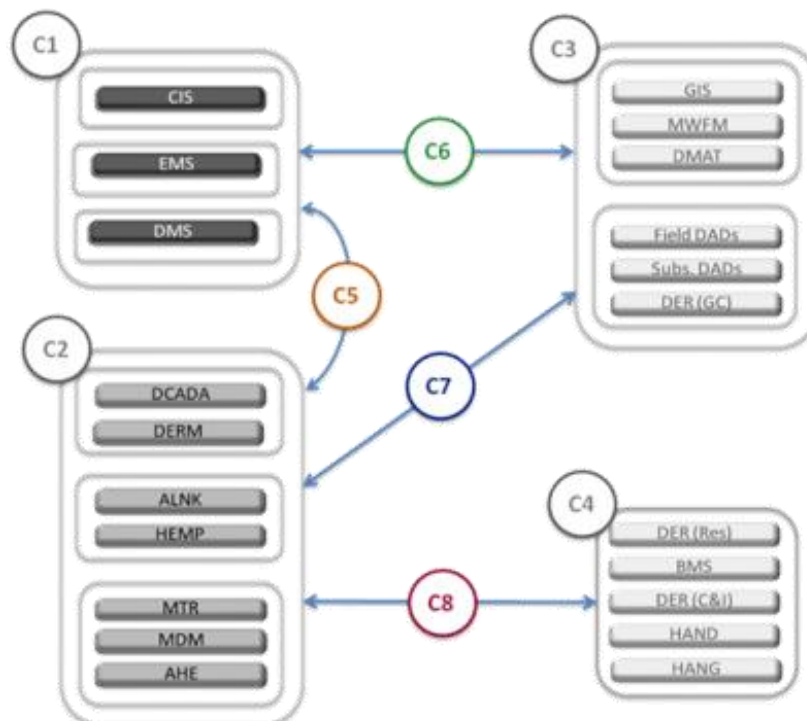 C1
CIS
EMS
DMS
C2
DCADA
DERM
ALNK
HEMP
MTR
MDM
AHE
C6
C5
C7
C8
C3
GIS
MWFM
DMAT
Field DADs
Subs. DADs
DER (GC)
C4
DER (Res)
BMS
DER (C&I)
HAND
HANG